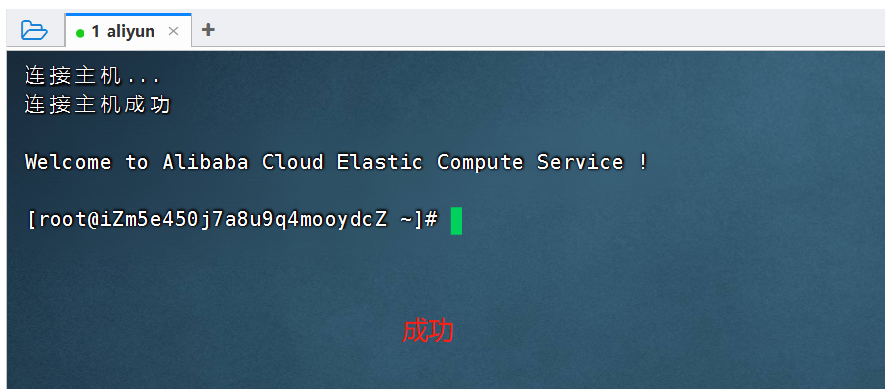 1 aliyun × +
连接主机...
连接主机成功
Welcome to Alibaba Cloud Elastic Compute Service !
[root@iZm5e450j7a8u9q4mooydcZ ~]#
成功